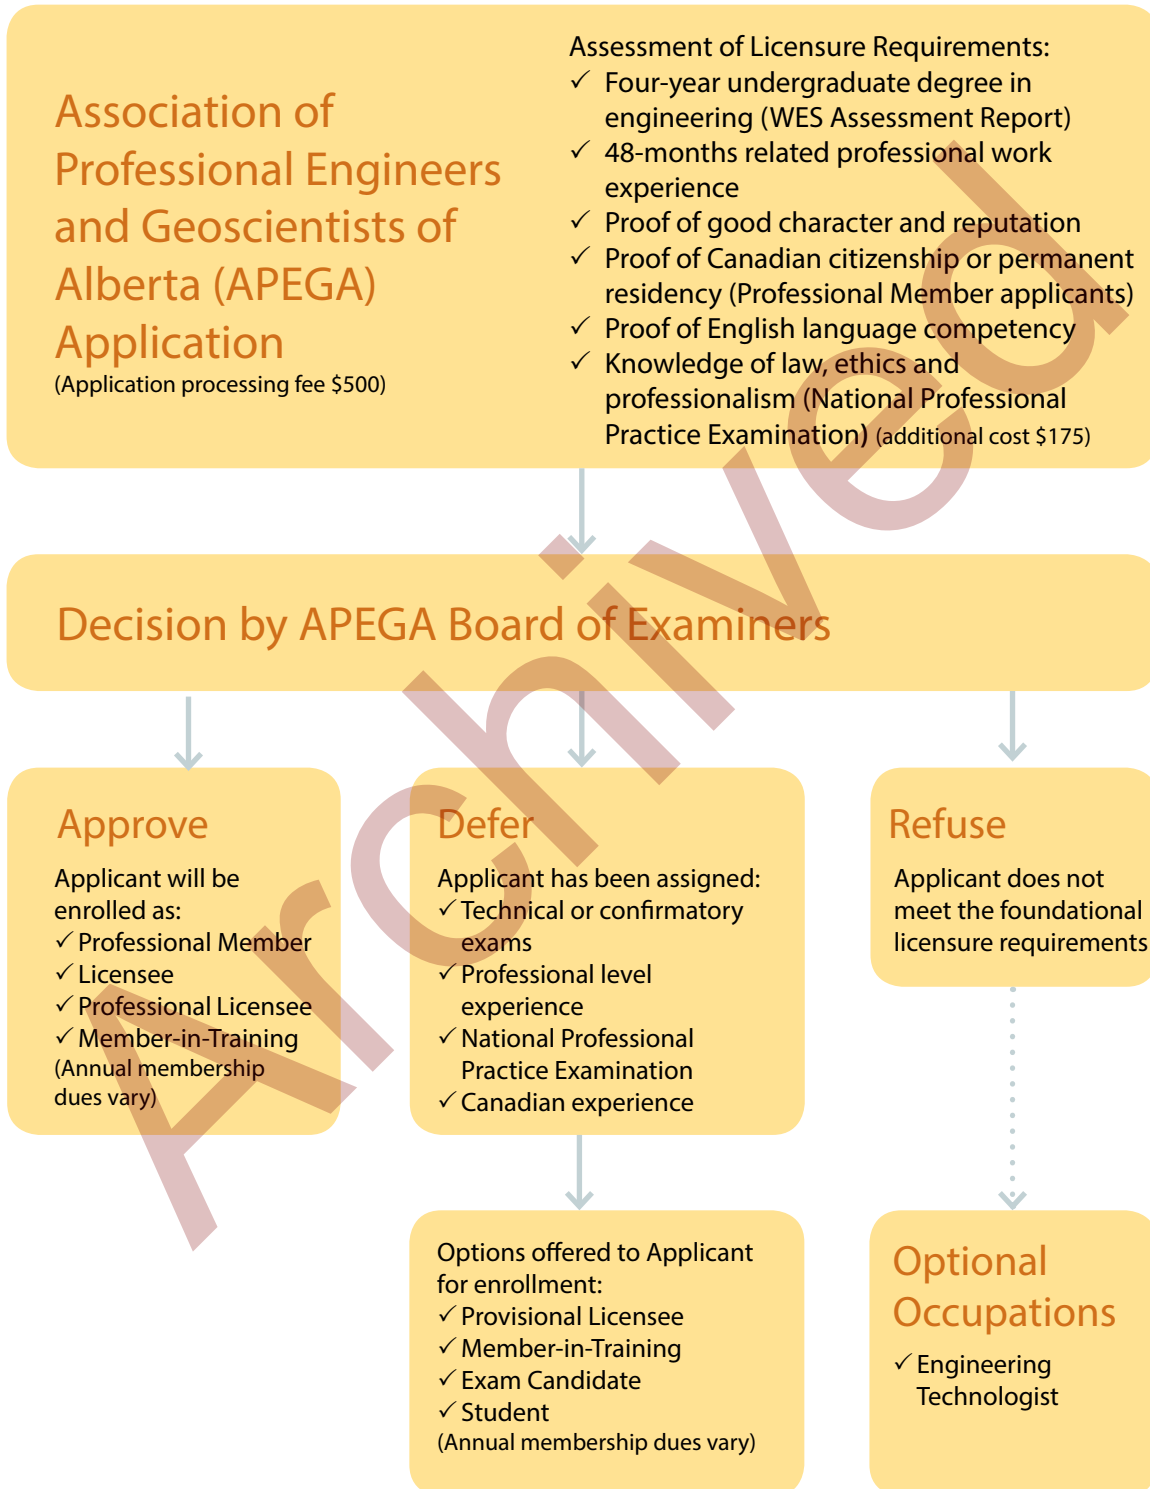 Association of
Professional Engineers
and Geoscientists of
Alberta (APEGA)
Application
(Application processing fee $500)
Assessment of Licensure Requirements:
✓ Four-year undergraduate degree in
engineering (WES Assessment Report)
✓ 48-months related professional work
experience
✓ Proof of good character and reputation
✓ Proof of Canadian citizenship or permanent
residency (Professional Member applicants)
✓ Proof of English language competency
✓ Knowledge of law, ethics and
professionalism (National Professional
Practice Examination) (additional cost $175)
Decision by APEGA Board of Examiners
Approve
Applicant will be
enrolled as:
✓ Professional Member
✓ Licensee
✓ Professional Licensee
✓ Member-in-Training
(Annual membership
dues vary)
Defer
Applicant has been assigned:
✓ Technical or confirmatory
exams
✓ Professional level
experience
✓ National Professional
Practice Examination
✓ Canadian experience
Refuse
Applicant does not
meet the foundational
licensure requirements
Options offered to Applicant
for enrollment:
✓ Provisional Licensee
✓ Member-in-Training
✓ Exam Candidate
✓ Student
(Annual membership dues vary)
Optional
Occupations
✓ Engineering
Technologist
Archived